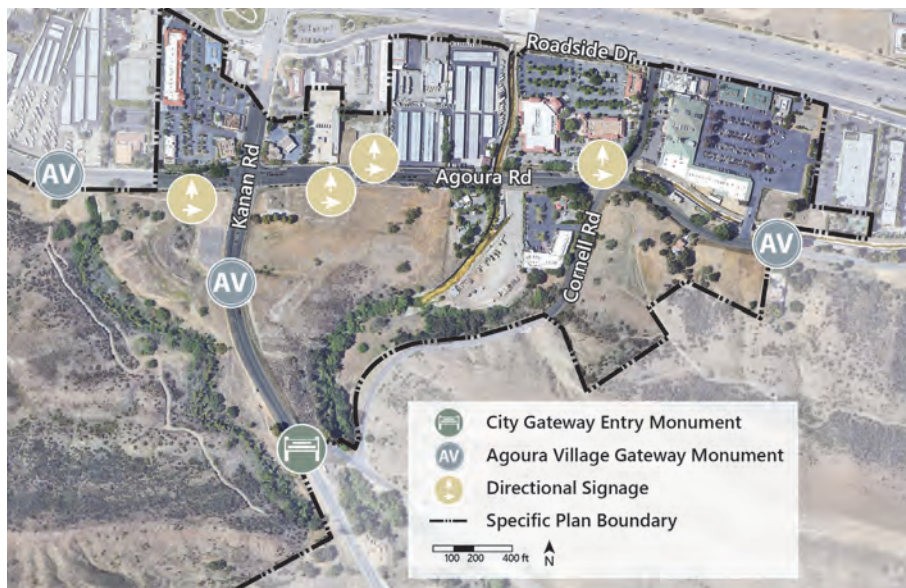 Roadside Dr
AV
Kanan Rd
Agoura Rd
Cornell Rd
AV
AV
City Gateway Entry Monument
AV Agoura Village Gateway Monument
Directional Signage
Specific Plan Boundary
100 200 400 ft N